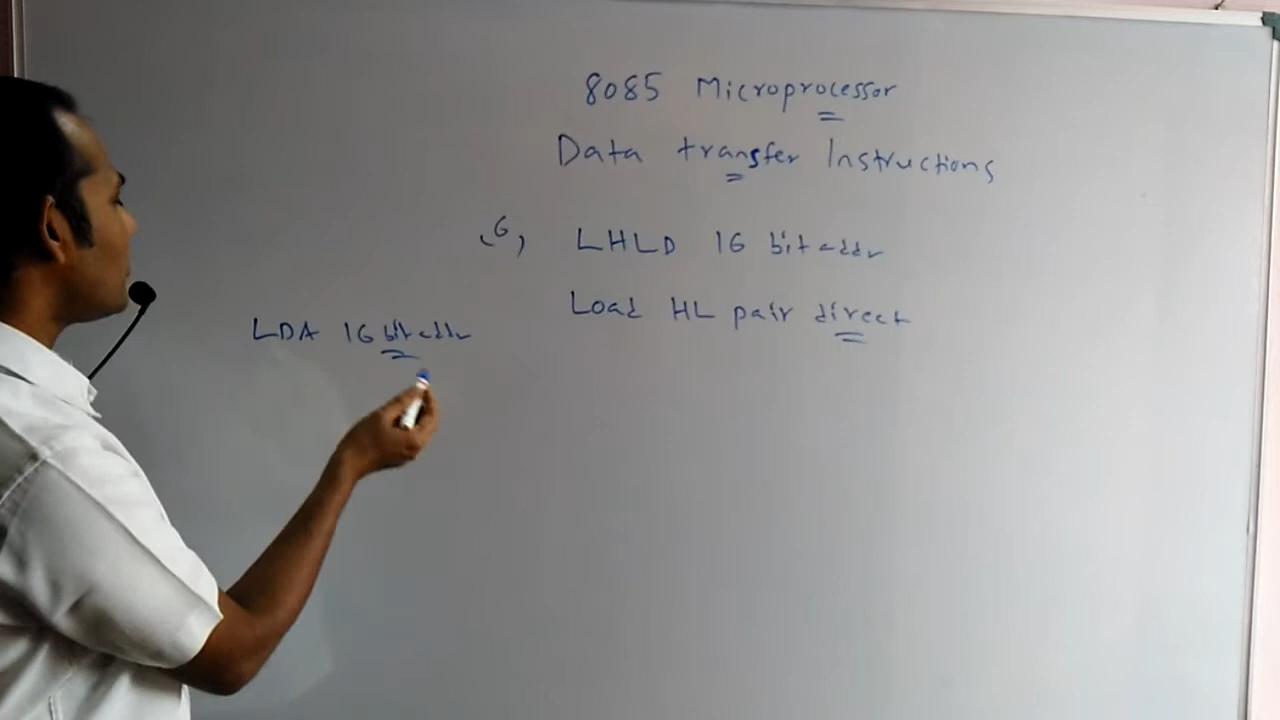 8085 Microprocessor
Data transfer Instructions
(6) LHLD 16 bit addr
Load HL pair direct
LDA 16 bit addr